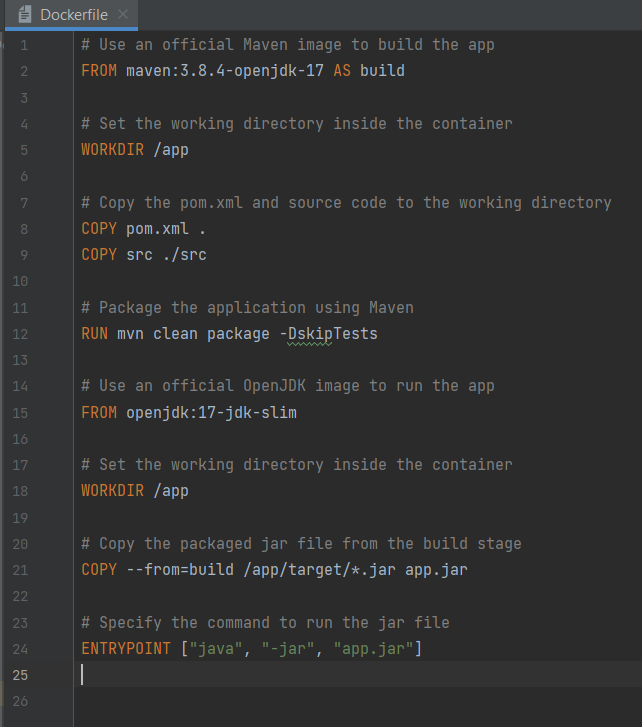 Dockerfile
1 # Use an official Maven image to build the app
2 FROM maven:3.8.4-openjdk-17 AS build
3
4 # Set the working directory inside the container
5 WORKDIR /app
6
7 # Copy the pom.xml and source code to the working directory
8 COPY pom.xml .
9 COPY src ./src
10
11 # Package the application using Maven
12 RUN mvn clean package -DskipTests
13
14 # Use an official OpenJDK image to run the app
15 FROM openjdk:17-jdk-slim
16
17 # Set the working directory inside the container
18 WORKDIR /app
19
20 # Copy the packaged jar file from the build stage
21 COPY --from=build /app/target/*.jar app.jar
22
23 # Specify the command to run the jar file
24 ENTRYPOINT ["java", "-jar", "app.jar"]
25
26